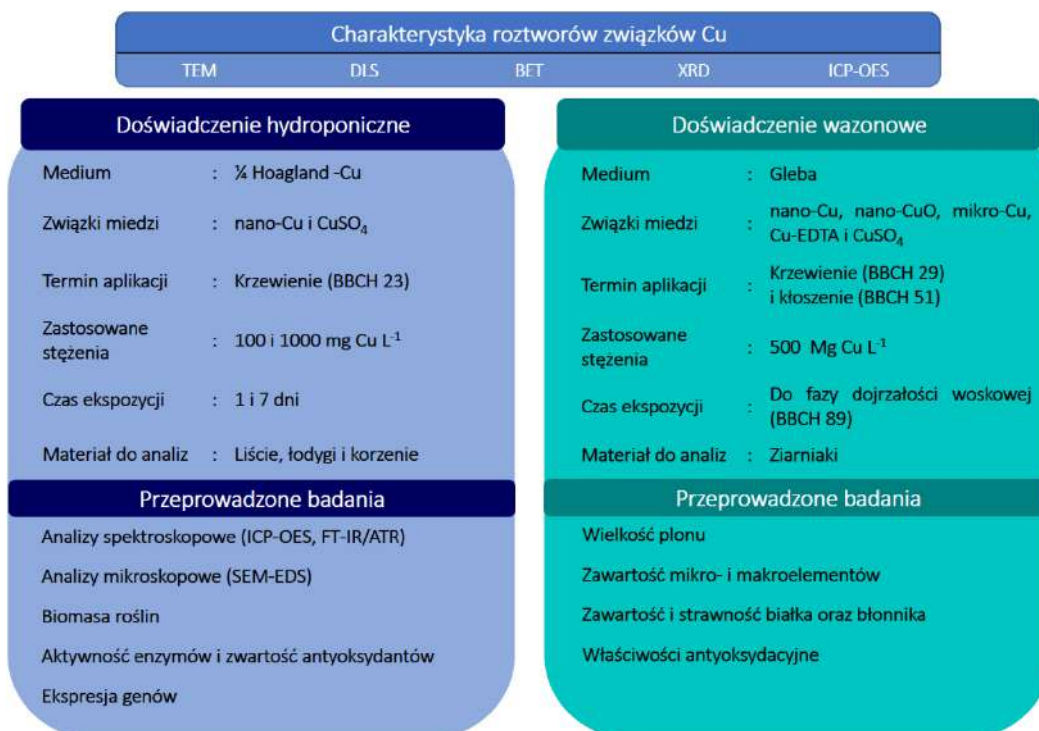 Charakterystyka roztworów związków Cu
TEM DLS BET XRD ICP-OES
Doświadczenie hydroponiczne
Medium : ¼ Hoagland -Cu
Związki miedzi : nano-Cu i CuSO₄
Termin aplikacji : Krzewienie (BBCH 23)
Zastosowane
stężenia : 100 i 1000 mg Cu L⁻¹
Czas ekspozycji : 1 i 7 dni
Materiał do analiz : Liście, łodygi i korzenie
Przeprowadzone badania
Analizy spektroskopowe (ICP-OES, FT-IR/ATR)
Analizy mikroskopowe (SEM-EDS)
Biomasa roślin
Aktywność enzymów i zwartość antyoksydantów
Ekspresja genów
Doświadczenie wazonowe
Medium : Gleba
Związki miedzi : nano-Cu, nano-CuO, mikro-Cu,
Cu-EDTA i CuSO₄
Termin aplikacji : Krzewienie (BBCH 29)
i kłoszenie (BBCH 51)
Zastosowane
stężenia : 500 Mg Cu L⁻¹
Czas ekspozycji : Do fazy dojrzałości woskowej
(BBCH 89)
Materiał do analiz : Ziarniaki
Przeprowadzone badania
Wielkość plonu
Zawartość mikro- i makroelementów
Zawartość i strawność białka oraz błonnika
Właściwości antyoksydacyjne